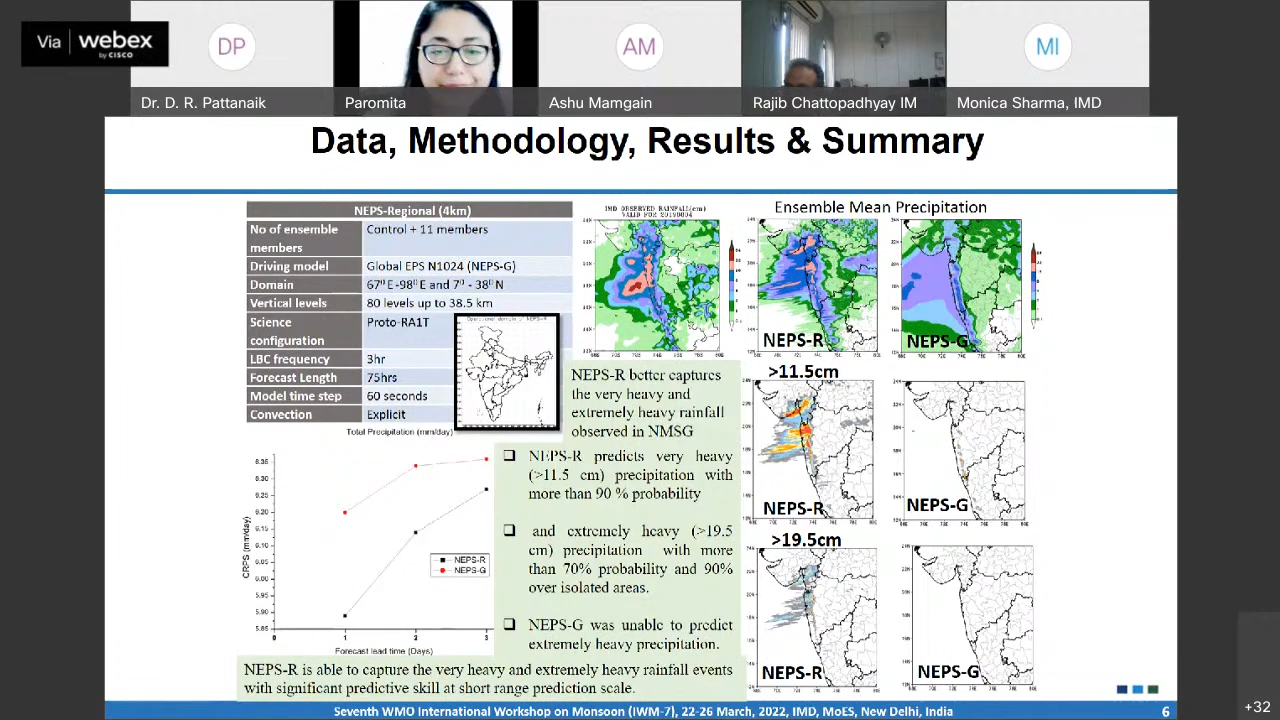 Via webex
by CISCO
DP
AM
MI
Dr. D. R. Pattanaik
Paromita
Ashu Mamgain
Rajib Chattopadhyay IM
Monica Sharma, IMD
Data, Methodology, Results & Summary
NEPS-Regional (4km)
No of ensemble members Control + 11 members
Driving model Global EPS N1024 (NEPS-G)
Domain 67⁰E-98⁰E and 7⁰ - 38⁰N
Vertical levels 80 levels up to 38.5 km
Science configuration Proto-RA1T
LBC frequency 3hr
Forecast Length 75hrs
Model time step 60 seconds
Convection Explicit
Operational domain of NEPS-R
IMD OBSERVED RAINFALL(cm)
VALID FOR 20190804
Ensemble Mean Precipitation
NEPS-R
NEPS-G
NEPS-R better captures
the very heavy and
extremely heavy rainfall
observed in NMSG
>11.5cm
NEPS-R
NEPS-G
>19.5cm
NEPS-R
NEPS-G
Total Precipitation (mm/day)
CRPS (mm/day)
NEPS-R
NEPS-G
0 1 2 3
Forecast lead time (Days)
NEPS-R predicts very heavy
(>11.5 cm) precipitation with
more than 90 % probability
and extremely heavy (>19.5
cm) precipitation with more
than 70% probability and 90%
over isolated areas.
NEPS-G was unable to predict
extremely heavy precipitation.
NEPS-R is able to capture the very heavy and extremely heavy rainfall events
with significant predictive skill at short range prediction scale.
Seventh WMO International Workshop on Monsoon (IWM-7), 22-26 March, 2022, IMD, MoES, New Delhi, India
6
+32